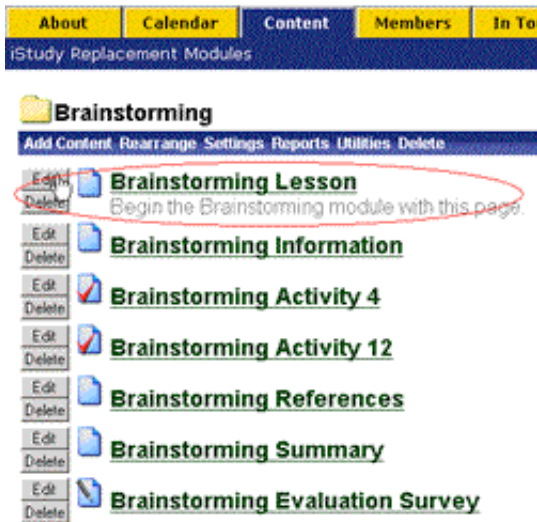 About Calendar Content Members In To
iStudy Replacement Modules
Brainstorming
Add Content Rearrange Settings Reports Utilities Delete
Edit Brainstorming Lesson
Delete Begin the Brainstorming module with this page.
Edit Brainstorming Information
Delete
Edit Brainstorming Activity 4
Delete
Edit Brainstorming Activity 12
Delete
Edit Brainstorming References
Delete
Edit Brainstorming Summary
Delete
Edit Brainstorming Evaluation Survey
Delete